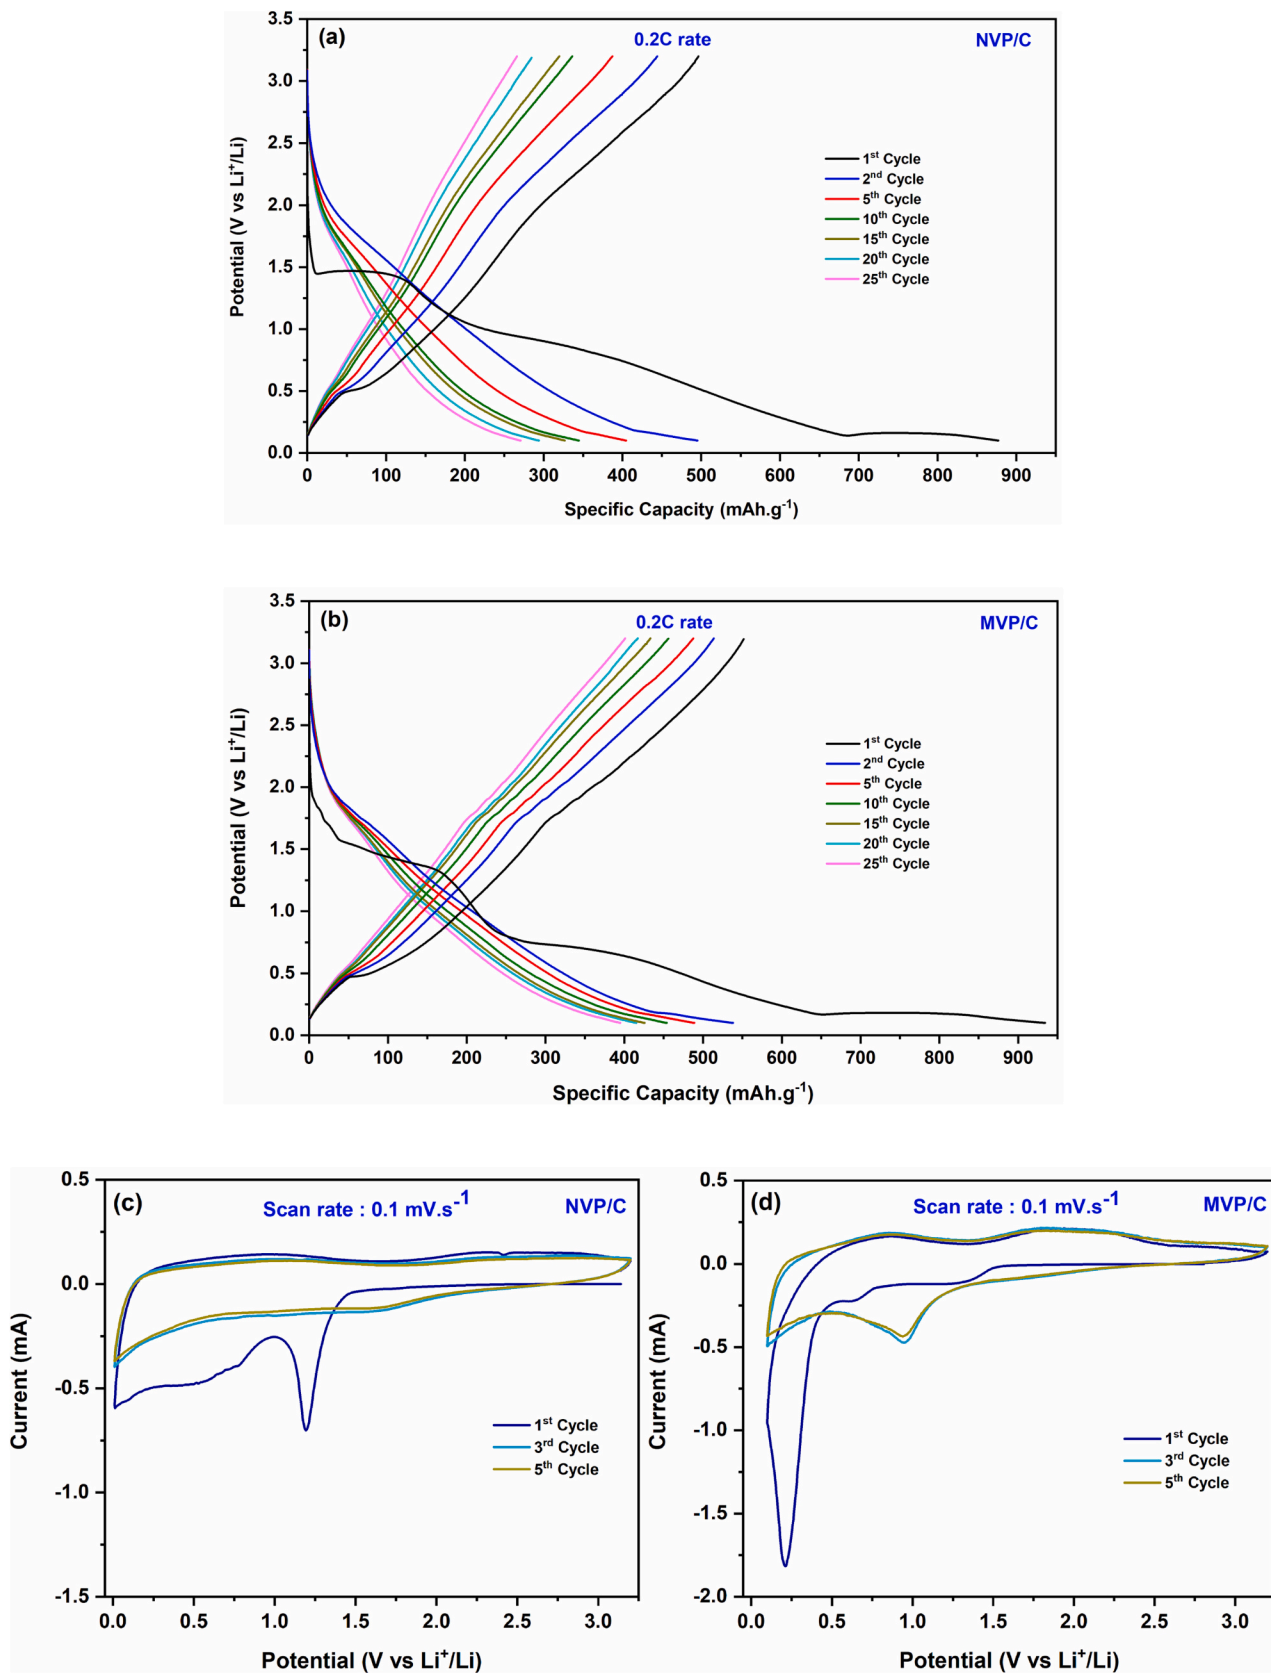 (a)
0.2C rate
NVP/C
3.5
3.0
2.5
2.0
1.5
1.0
0.5
0.0
Potential (V vs Li⁺/Li)
1ˢᵗ Cycle
2ⁿᵈ Cycle
5ᵗʰ Cycle
10ᵗʰ Cycle
15ᵗʰ Cycle
20ᵗʰ Cycle
25ᵗʰ Cycle
0 100 200 300 400 500 600 700 800 900
Specific Capacity (mAh.g⁻¹)
(b)
0.2C rate
MVP/C
3.5
3.0
2.5
2.0
1.5
1.0
0.5
0.0
Potential (V vs Li⁺/Li)
1ˢᵗ Cycle
2ⁿᵈ Cycle
5ᵗʰ Cycle
10ᵗʰ Cycle
15ᵗʰ Cycle
20ᵗʰ Cycle
25ᵗʰ Cycle
0 100 200 300 400 500 600 700 800 900
Specific Capacity (mAh.g⁻¹)
(c)
Scan rate : 0.1 mV.s⁻¹
NVP/C
0.5
0.0
-0.5
-1.0
-1.5
Current (mA)
1ˢᵗ Cycle
3ʳᵈ Cycle
5ᵗʰ Cycle
0.0 0.5 1.0 1.5 2.0 2.5 3.0
Potential (V vs Li⁺/Li)
(d)
Scan rate : 0.1 mV.s⁻¹
MVP/C
0.5
0.0
-0.5
-1.0
-1.5
-2.0
Current (mA)
1ˢᵗ Cycle
3ʳᵈ Cycle
5ᵗʰ Cycle
0.0 0.5 1.0 1.5 2.0 2.5 3.0
Potential (V vs Li⁺/Li)